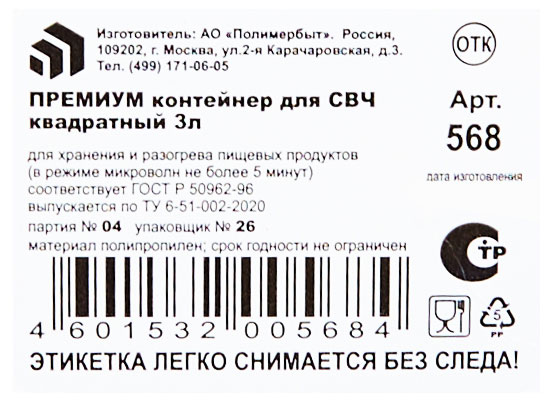 Изготовитель: АО «Полимербыт». Россия,
109202, г. Москва, ул.2-я Карачаровская, д.3.
Тел. (499) 171-06-05
ОТК
ПРЕМИУМ контейнер для СВЧ
квадратный 3л
Арт.
568
для хранения и разогрева пищевых продуктов
(в режиме микроволн не более 5 минут)
соответствует ГОСТ Р 50962-96
выпускается по ТУ 6-51-002-2020
партия № 04 упаковщик № 26
материал полипропилен; срок годности не ограничен
дата изготовления
СТР
4 601532 005684
5
PP
ЭТИКЕТКА ЛЕГКО СНИМАЕТСЯ БЕЗ СЛЕДА!